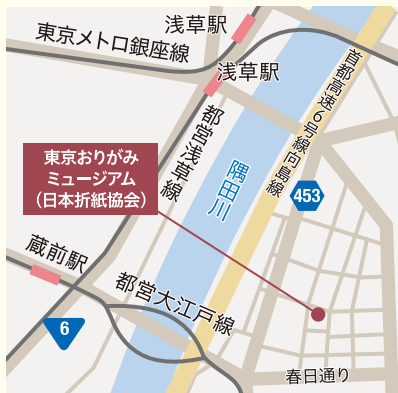 浅草駅
東京メトロ銀座線
浅草駅
首都高速6号線向島線
都営浅草線
東京おりがみ
ミュージアム
（日本折紙協会）
隅田川
453
蔵前駅
都営大江戸線
6
春日通り